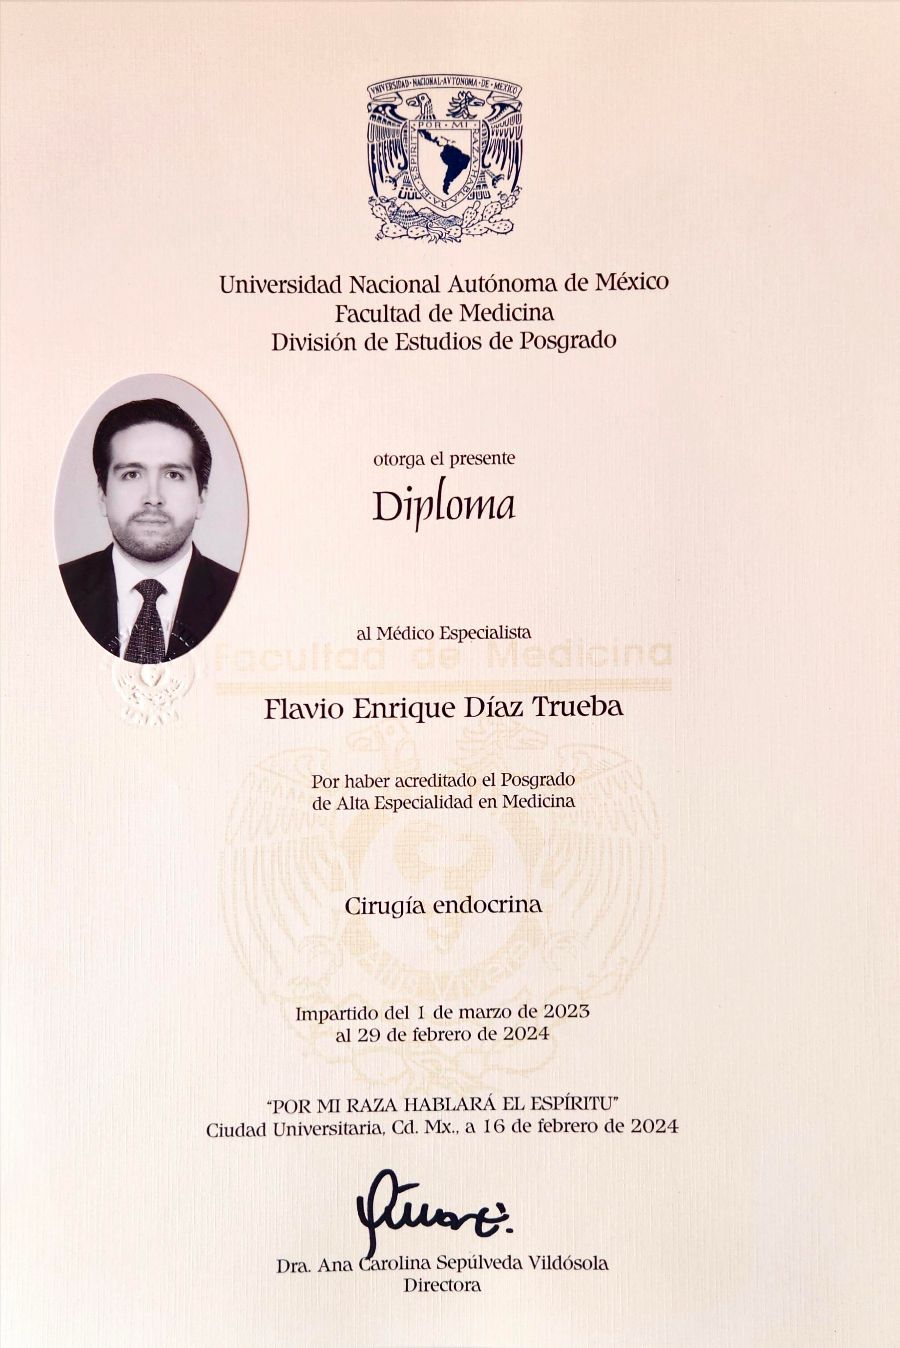 UNIVERSIDAD·NACIONAL·AVTONOMA·DE·MEXICO
POR·MI·RAZA·HABLARA·EL·ESPIRITV
Universidad Nacional Autónoma de México
Facultad de Medicina
División de Estudios de Posgrado
otorga el presente
Diploma
al Médico Especialista
Facultad de Medicina
Flavio Enrique Díaz Trueba
Por haber acreditado el Posgrado
de Alta Especialidad en Medicina
Cirugía endocrina
Impartido del 1 de marzo de 2023
al 29 de febrero de 2024
“POR MI RAZA HABLARÁ EL ESPÍRITU”
Ciudad Universitaria, Cd. Mx., a 16 de febrero de 2024
Dra. Ana Carolina Sepúlveda Vildósola
Directora